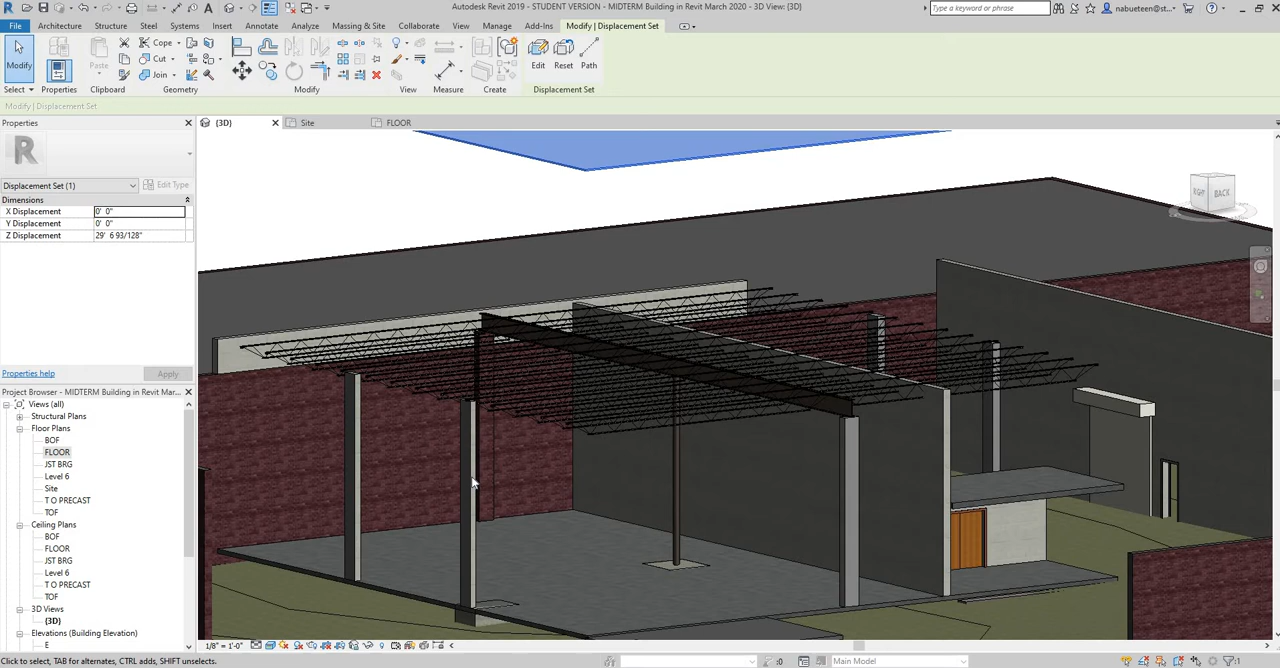 Autodesk Revit 2019 - STUDENT VERSION - MIDTERM Building in Revit March 2020 - 3D View: {3D}
Type a keyword or phrase
nabueteen@st...
File Architecture Structure Steel Systems Insert Annotate Analyze Massing & Site Collaborate View Manage Add-Ins Modify | Displacement Set
Modify Paste Cope Cut Join Edit Reset Path
Select Properties Clipboard Geometry Modify View Measure Create Displacement Set
Modify | Displacement Set
Properties
{3D} Site FLOOR
R
Displacement Set (1) Edit Type
Dimensions
X Displacement 0' 0"
Y Displacement 0' 0"
Z Displacement 29' 6 93/128"
BACK
Properties help Apply
Project Browser - MIDTERM Building in Revit Mar...
Views (all)
Structural Plans
Floor Plans
BOF
FLOOR
JST BRG
Level 6
Site
T O PRECAST
TOF
Ceiling Plans
BOF
FLOOR
JST BRG
Level 6
T O PRECAST
TOF
3D Views
{3D}
Elevations (Building Elevation)
E
1/8" = 1'-0"
Click to select, TAB for alternates, CTRL adds, SHIFT unselects.
:0 Main Model :1